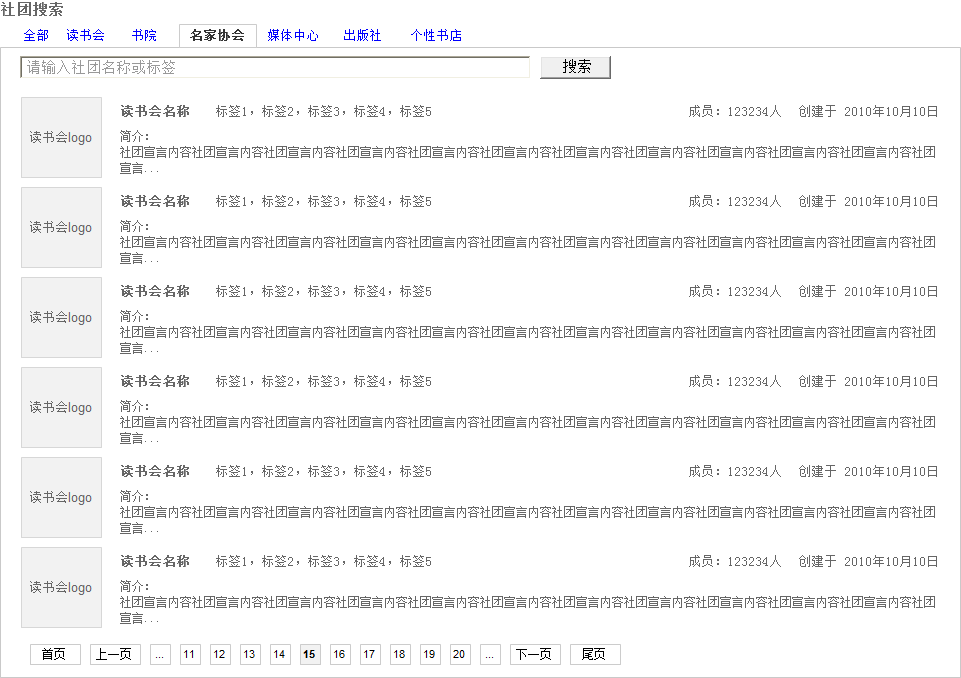 社团搜索
全部 读书会 书院 名家协会 媒体中心 出版社 个性书店
请输入社团名称或标签 搜索
读书会logo
读书会名称 标签1，标签2，标签3，标签4，标签5 成员：123234人 创建于 2010年10月10日
简介：
社团宣言内容社团宣言内容社团宣言内容社团宣言内容社团宣言内容社团宣言内容社团宣言内容社团宣言内容社团宣言内容社团宣言内容社团宣言内容社团
宣言...
读书会logo
读书会名称 标签1，标签2，标签3，标签4，标签5 成员：123234人 创建于 2010年10月10日
简介：
社团宣言内容社团宣言内容社团宣言内容社团宣言内容社团宣言内容社团宣言内容社团宣言内容社团宣言内容社团宣言内容社团宣言内容社团宣言内容社团
宣言...
读书会logo
读书会名称 标签1，标签2，标签3，标签4，标签5 成员：123234人 创建于 2010年10月10日
简介：
社团宣言内容社团宣言内容社团宣言内容社团宣言内容社团宣言内容社团宣言内容社团宣言内容社团宣言内容社团宣言内容社团宣言内容社团宣言内容社团
宣言...
读书会logo
读书会名称 标签1，标签2，标签3，标签4，标签5 成员：123234人 创建于 2010年10月10日
简介：
社团宣言内容社团宣言内容社团宣言内容社团宣言内容社团宣言内容社团宣言内容社团宣言内容社团宣言内容社团宣言内容社团宣言内容社团宣言内容社团
宣言...
读书会logo
读书会名称 标签1，标签2，标签3，标签4，标签5 成员：123234人 创建于 2010年10月10日
简介：
社团宣言内容社团宣言内容社团宣言内容社团宣言内容社团宣言内容社团宣言内容社团宣言内容社团宣言内容社团宣言内容社团宣言内容社团宣言内容社团
宣言...
读书会logo
读书会名称 标签1，标签2，标签3，标签4，标签5 成员：123234人 创建于 2010年10月10日
简介：
社团宣言内容社团宣言内容社团宣言内容社团宣言内容社团宣言内容社团宣言内容社团宣言内容社团宣言内容社团宣言内容社团宣言内容社团宣言内容社团
宣言...
首页 上一页 ... 11 12 13 14 15 16 17 18 19 20 ... 下一页 尾页